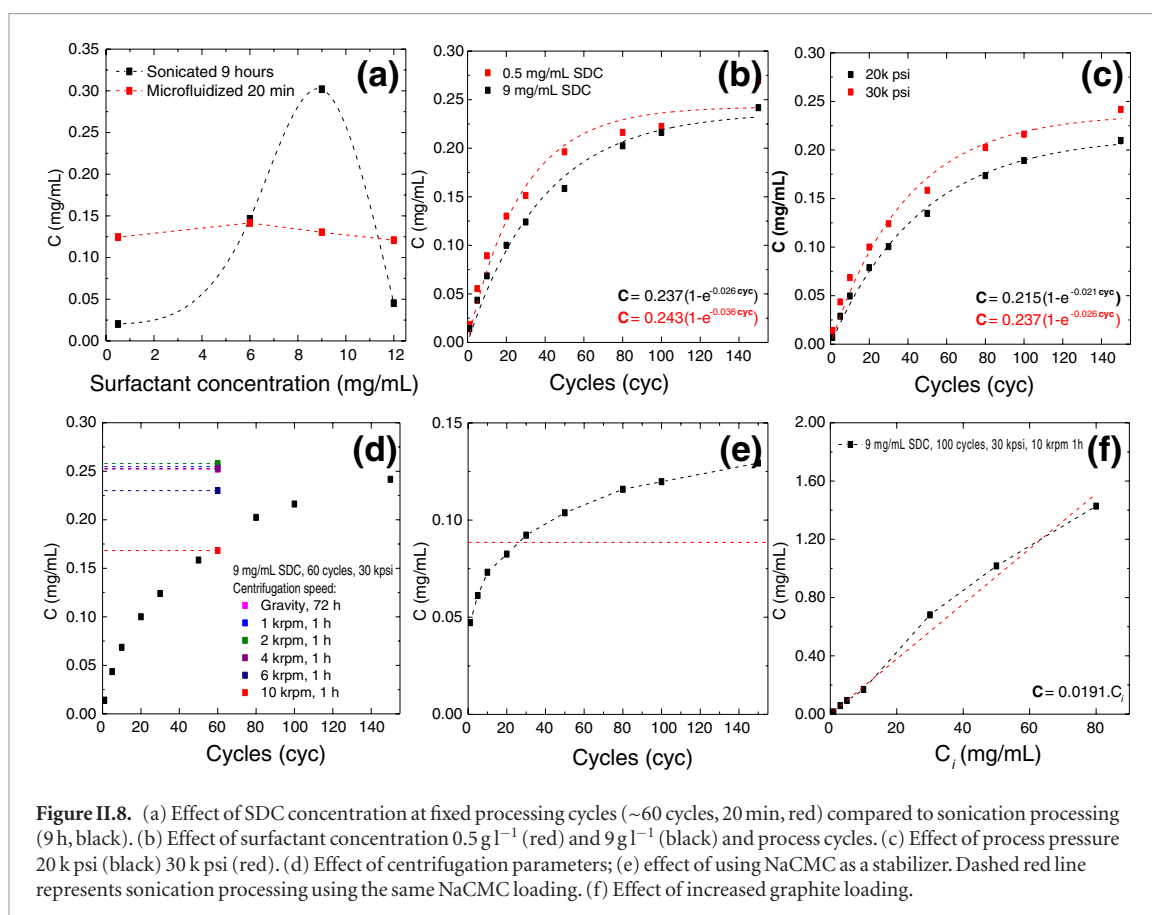 (a)
Sonicated 9 hours
Microfluidized 20 min
0.35
0.30
0.25
0.20
0.15
0.10
0.05
0.00
C (mg/mL)
0 2 4 6 8 10 12
Surfactant concentration (mg/mL)
(b)
0.5 mg/mL SDC
9 mg/mL SDC
0.30
0.25
0.20
0.15
0.10
0.05
0.00
C (mg/mL)
C = 0.237(1-e^-0.026 cyc)
C = 0.243(1-e^-0.036 cyc)
0 20 40 60 80 100 120 140
Cycles (cyc)
(c)
20k psi
30k psi
0.30
0.25
0.20
0.15
0.10
0.05
0.00
C (mg/mL)
C = 0.215(1-e^-0.021 cyc)
C = 0.237(1-e^-0.026 cyc)
0 20 40 60 80 100 120 140
Cycles (cyc)
(d)
0.30
0.25
0.20
0.15
0.10
0.05
0.00
C (mg/mL)
9 mg/mL SDC, 60 cycles, 30 kpsi
Centrifugation speed:
Gravity, 72 h
1 krpm, 1 h
2 krpm, 1 h
4 krpm, 1 h
6 krpm, 1 h
10 krpm, 1 h
0 20 40 60 80 100 120 140
Cycles (cyc)
(e)
0.15
0.10
0.05
0.00
C (mg/mL)
0 20 40 60 80 100 120 140
Cycles (cyc)
(f)
9 mg/mL SDC, 100 cycles, 30 kpsi, 10 krpm 1h
2.00
1.60
1.20
0.80
0.40
0.00
C (mg/mL)
C = 0.0191.Ci
0 20 40 60 80
Ci (mg/mL)
Figure II.8. (a) Effect of SDC concentration at fixed processing cycles (~60 cycles, 20 min, red) compared to sonication processing
(9 h, black). (b) Effect of surfactant concentration 0.5 g l−1 (red) and 9 g l−1 (black) and process cycles. (c) Effect of process pressure
20 k psi (black) 30 k psi (red). (d) Effect of centrifugation parameters; (e) effect of using NaCMC as a stabilizer. Dashed red line
represents sonication processing using the same NaCMC loading. (f) Effect of increased graphite loading.